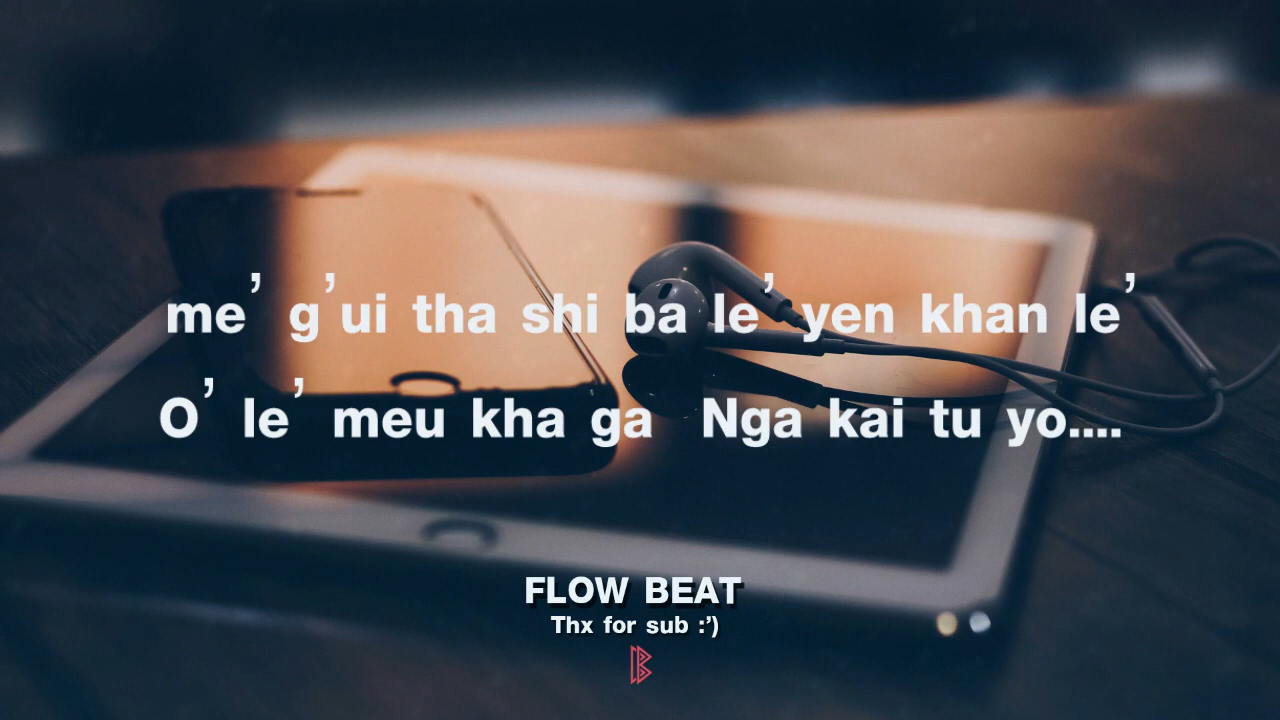 me’ g’ui tha shi ba le’ yen khan le’
O’ le’ meu kha ga Nga kai tu yo....
FLOW BEAT
Thx for sub :’)